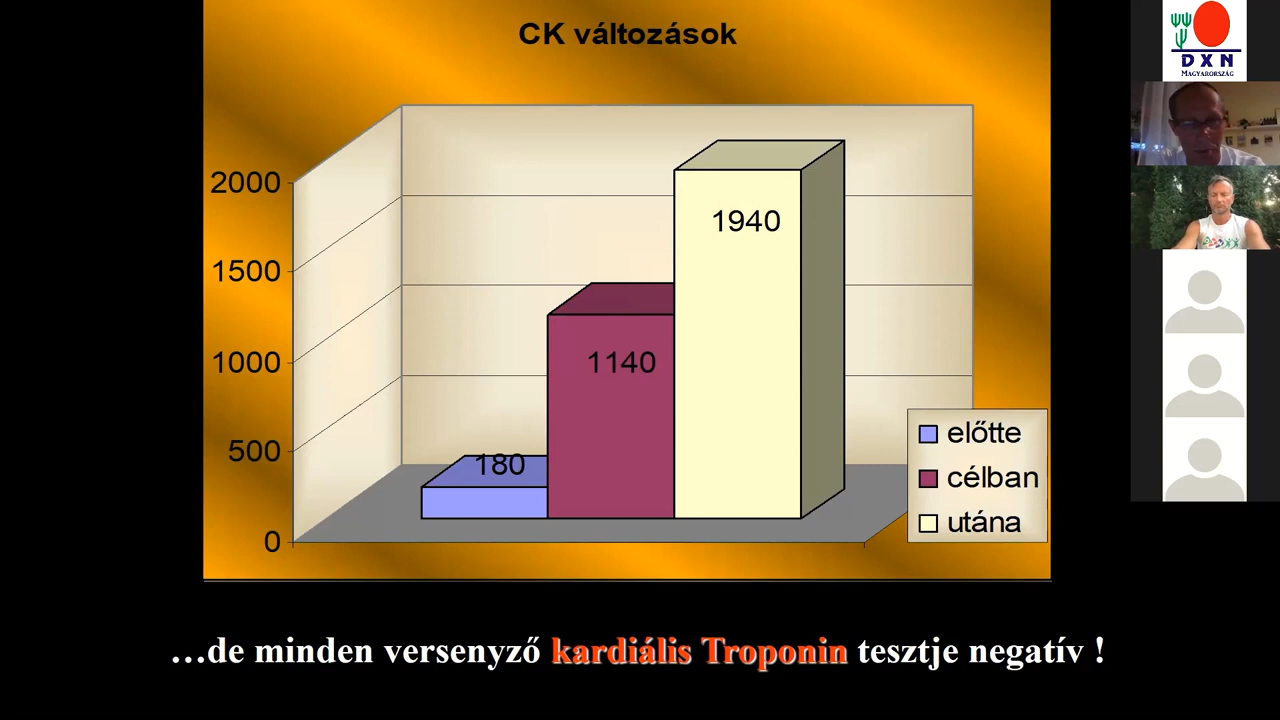 CK változások
2000
1500
1000
500
0
180
1140
1940
előtte
célban
utána
…de minden versenyző kardiális Troponin tesztje negatív !
DXN
MAGYARORSZÁG